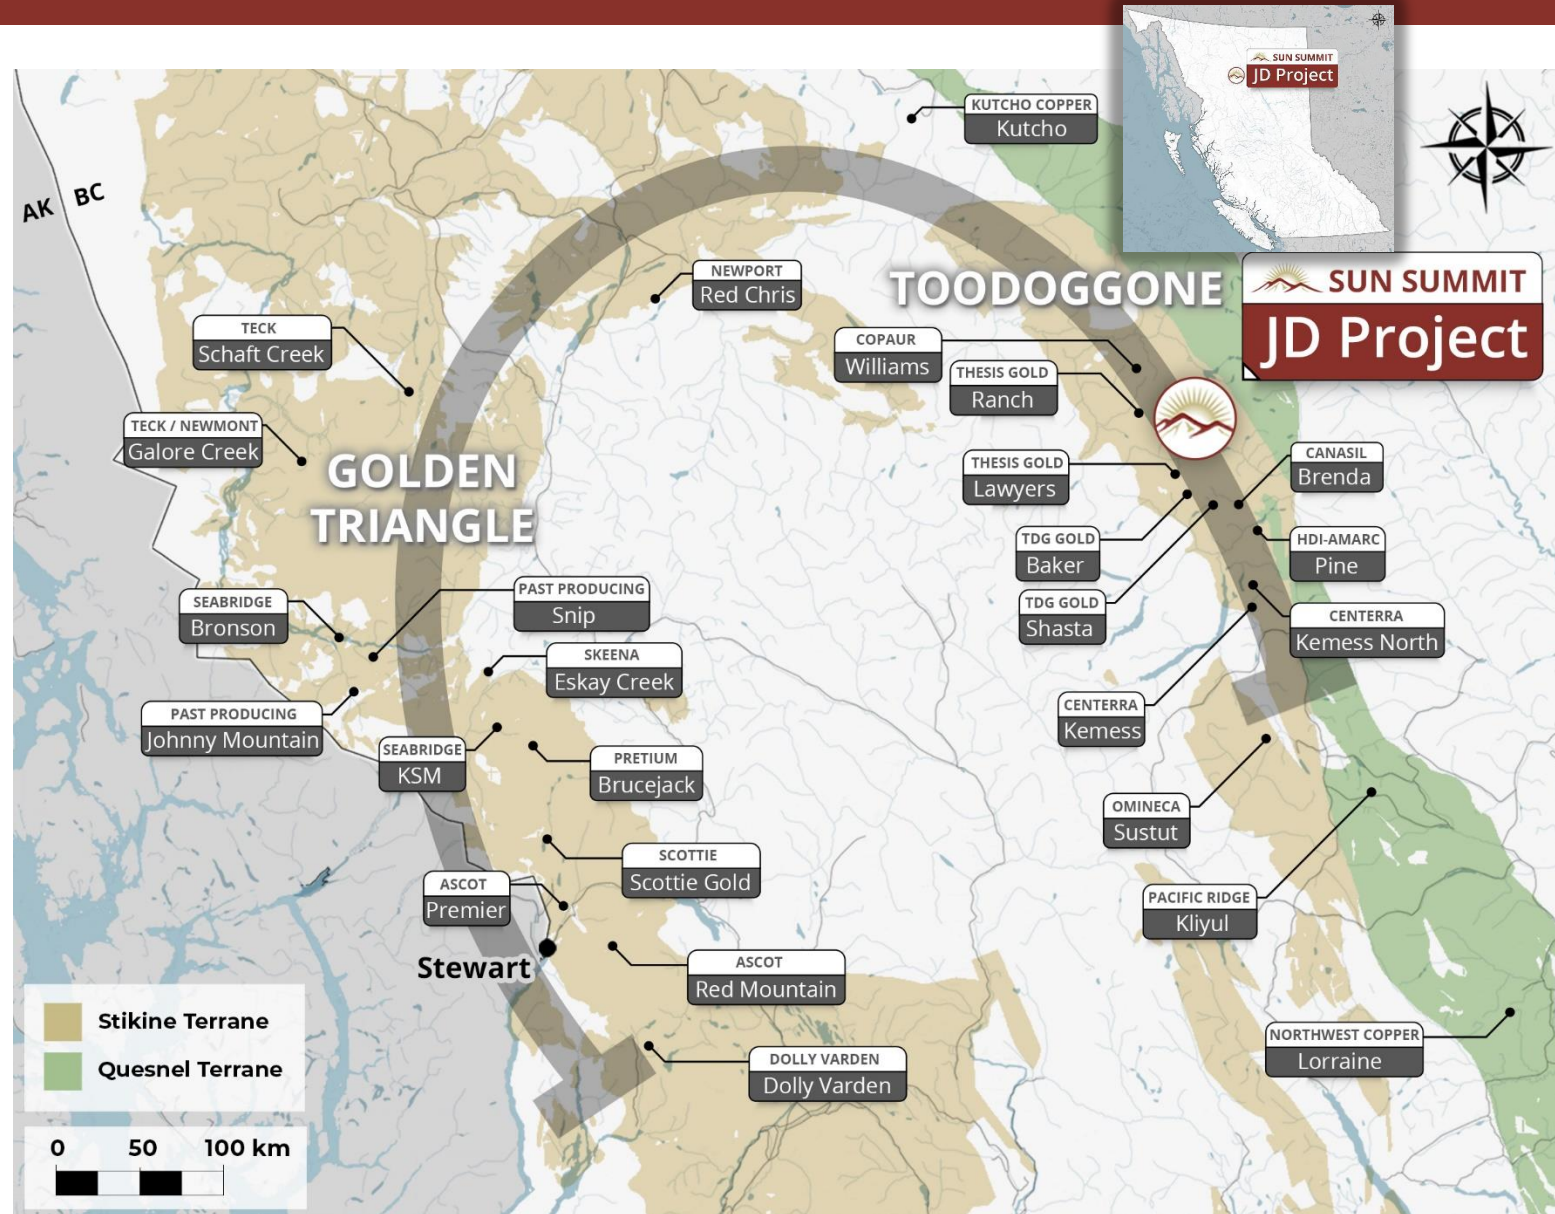 SUN SUMMIT
JD Project
KUTCHO COPPER
Kutcho
AK
BC
NEWPORT
Red Chris
TOODOGGONE
SUN SUMMIT
JD Project
TECK
Schaft Creek
COPAUR
Williams
THESIS GOLD
Ranch
TECK / NEWMONT
Galore Creek
GOLDEN
TRIANGLE
THESIS GOLD
Lawyers
CANASIL
Brenda
TDG GOLD
Baker
HDI-AMARC
Pine
SEABRIDGE
Bronson
PAST PRODUCING
Snip
TDG GOLD
Shasta
CENTERRA
Kemess North
SKEENA
Eskay Creek
PAST PRODUCING
Johnny Mountain
CENTERRA
Kemess
SEABRIDGE
KSM
PRETIUM
Brucejack
OMINECA
Sustut
SCOTTIE
Scottie Gold
ASCOT
Premier
PACIFIC RIDGE
Kliyul
Stewart
ASCOT
Red Mountain
Stikine Terrane
Quesnel Terrane
NORTHWEST COPPER
Lorraine
DOLLY VARDEN
Dolly Varden
0 50 100 km